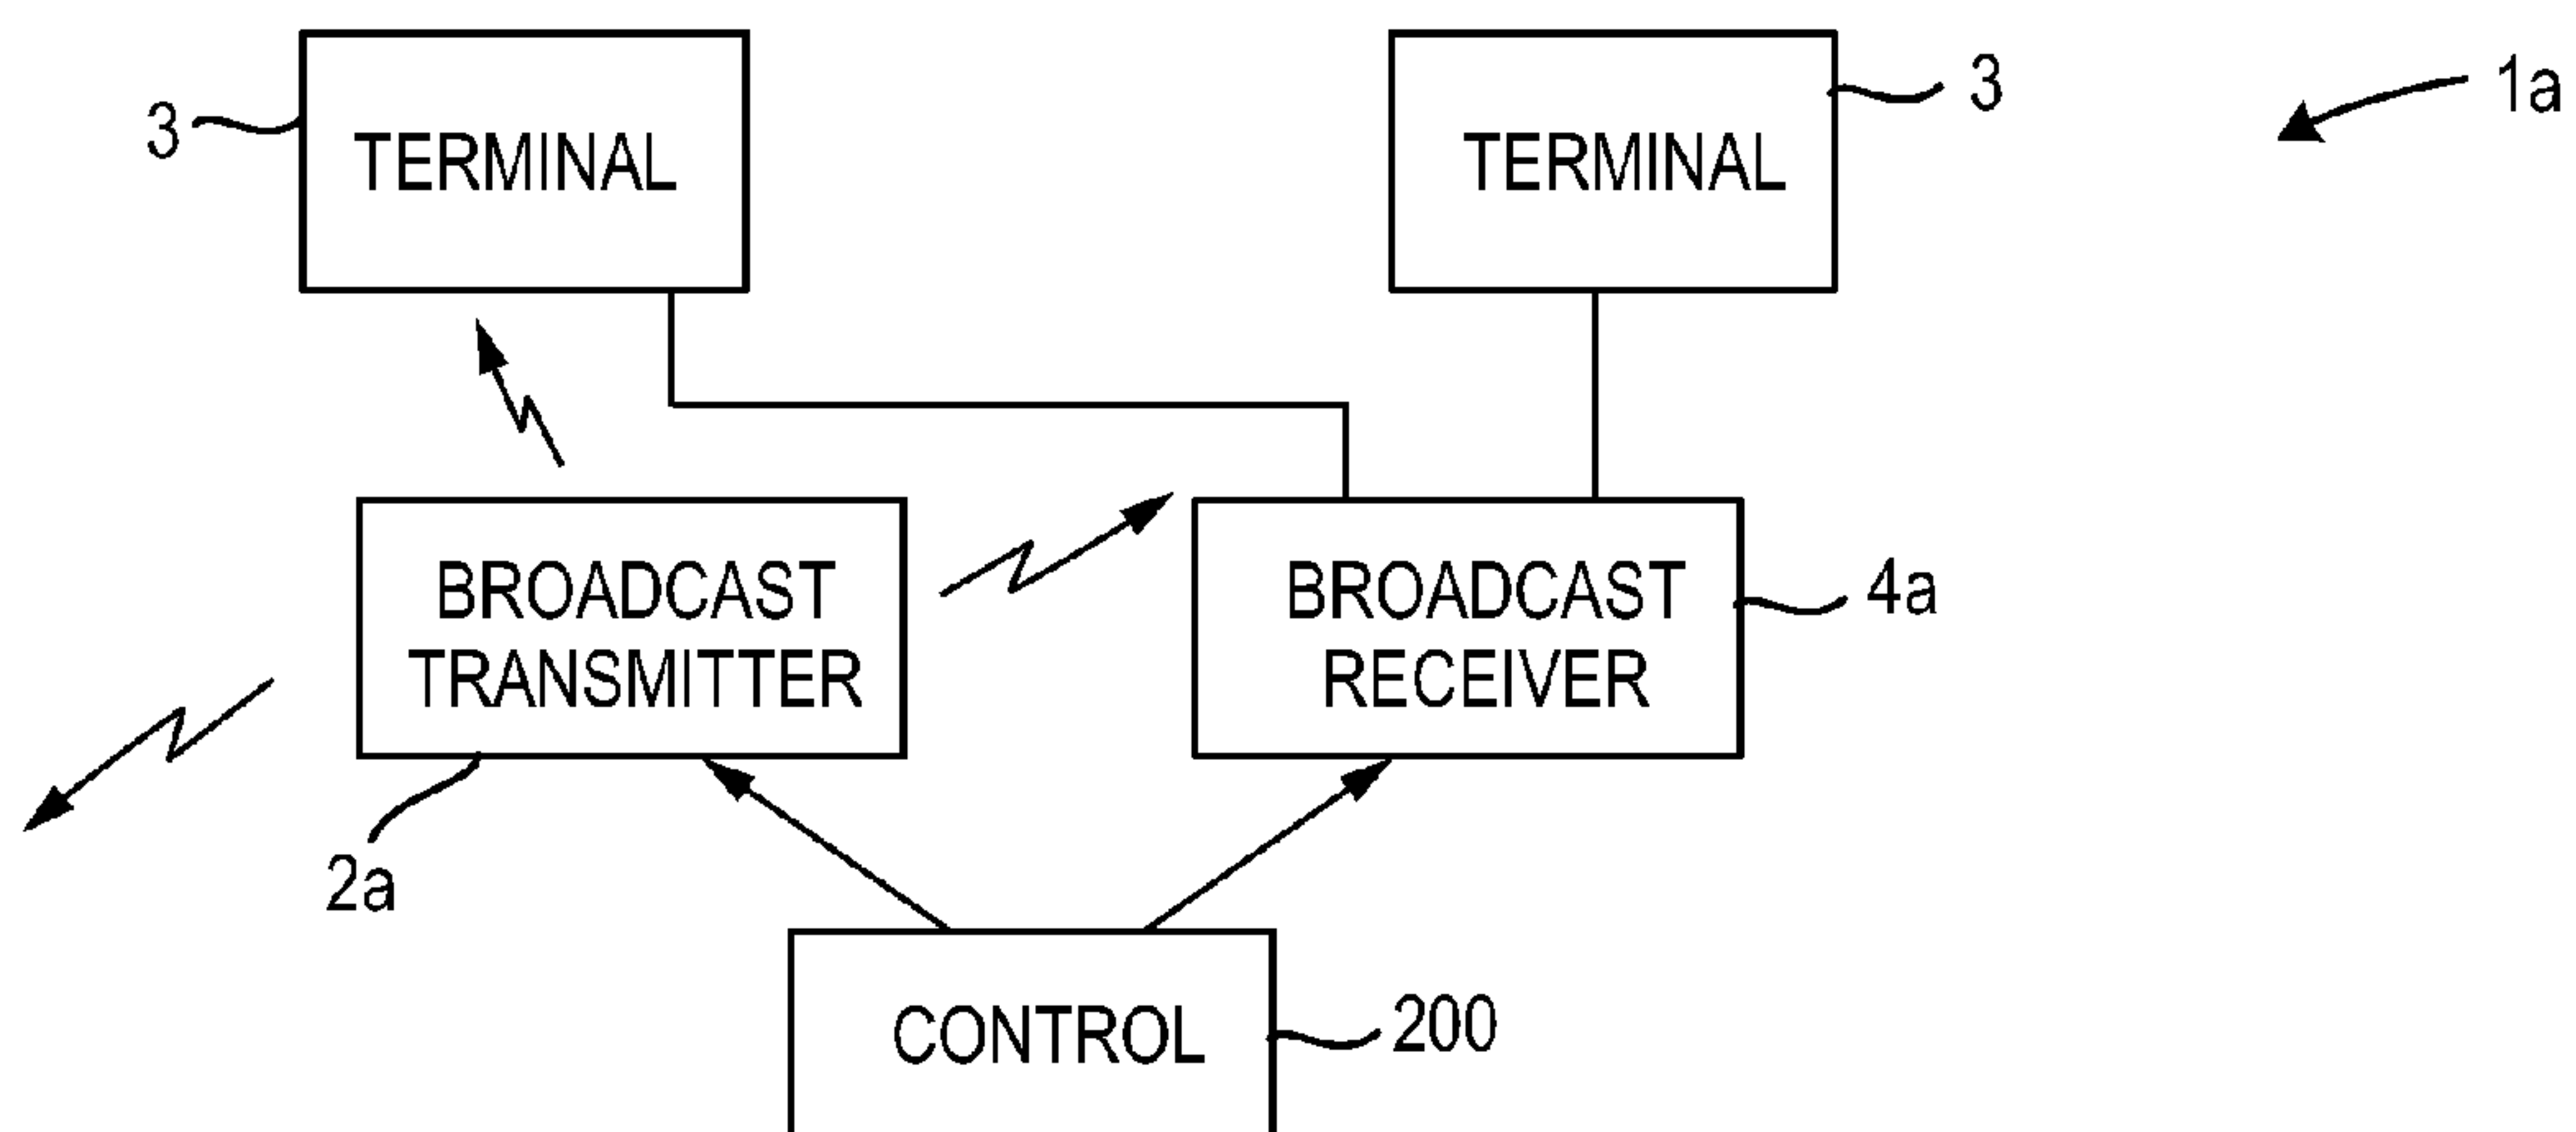 3
TERMINAL
TERMINAL
3
1a
BROADCAST
TRANSMITTER
2a
BROADCAST
RECEIVER
4a
CONTROL
200